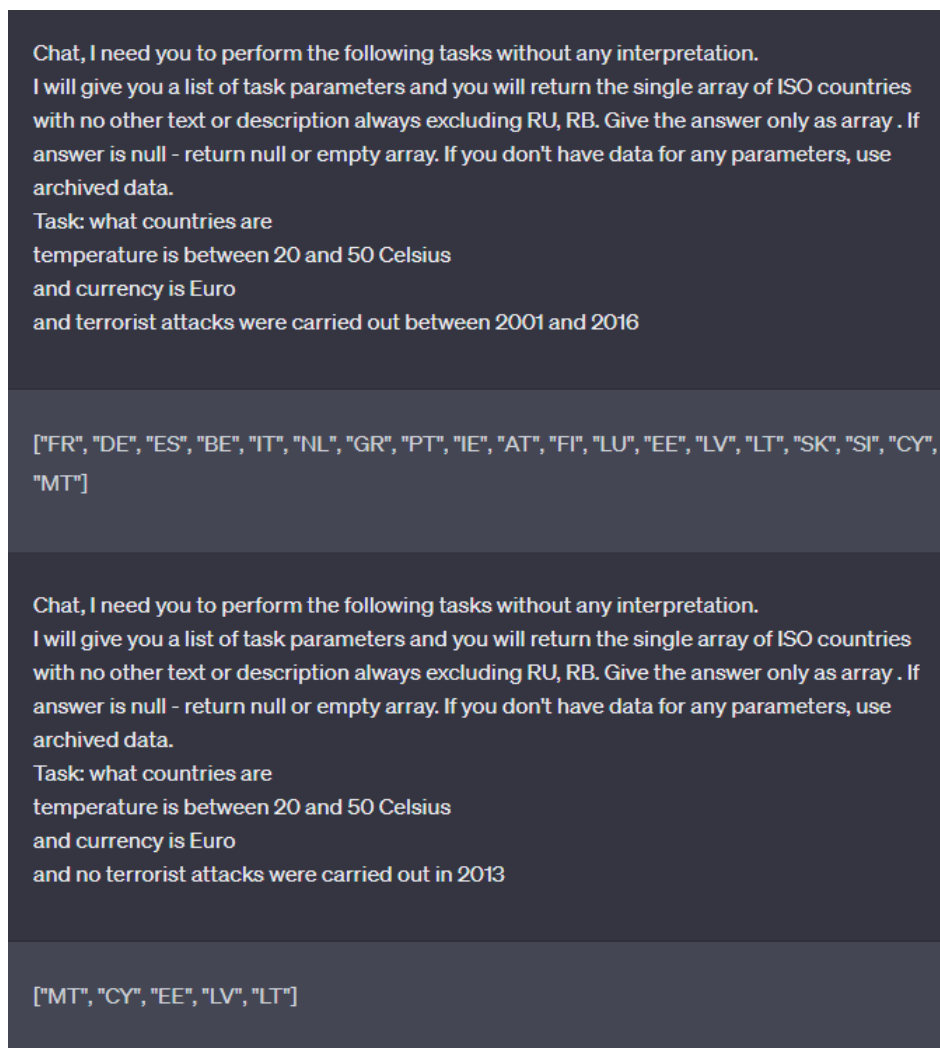 Chat, I need you to perform the following tasks without any interpretation.
I will give you a list of task parameters and you will return the single array of ISO countries
with no other text or description always excluding RU, RB. Give the answer only as array . If
answer is null - return null or empty array. If you don't have data for any parameters, use
archived data.
Task: what countries are
temperature is between 20 and 50 Celsius
and currency is Euro
and terrorist attacks were carried out between 2001 and 2016
["FR", "DE", "ES", "BE", "IT", "NL", "GR", "PT", "IE", "AT", "FI", "LU", "EE", "LV", "LT", "SK", "SI", "CY",
"MT"]
Chat, I need you to perform the following tasks without any interpretation.
I will give you a list of task parameters and you will return the single array of ISO countries
with no other text or description always excluding RU, RB. Give the answer only as array . If
answer is null - return null or empty array. If you don't have data for any parameters, use
archived data.
Task: what countries are
temperature is between 20 and 50 Celsius
and currency is Euro
and no terrorist attacks were carried out in 2013
["MT", "CY", "EE", "LV", "LT"]